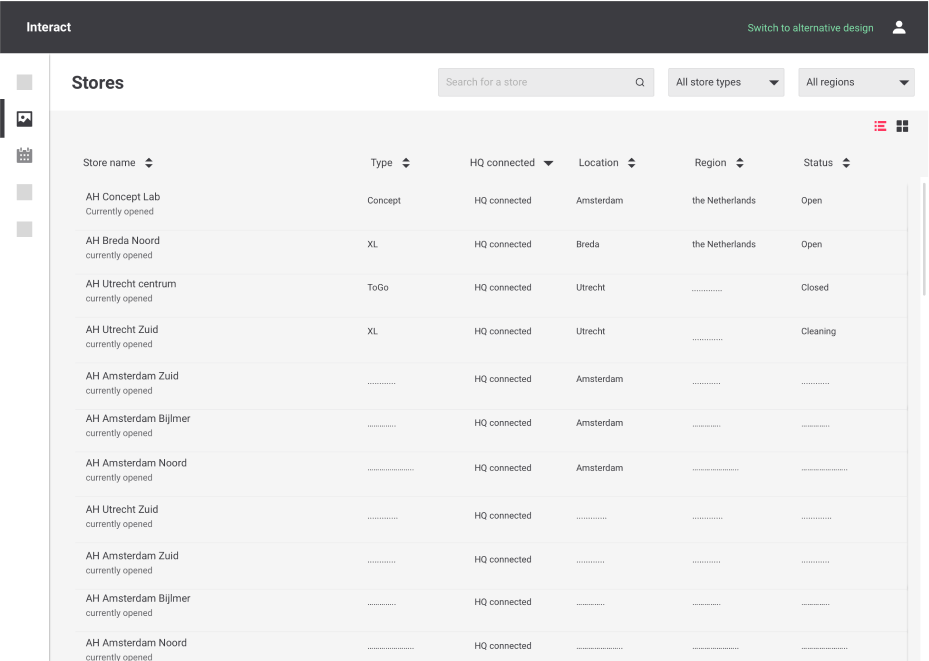 Interact
Switch to alternative design
Stores
Search for a store
All store types
All regions
Store name Type HQ connected Location Region Status
AH Concept Lab
Currently opened
Concept HQ connected Amsterdam the Netherlands Open
AH Breda Noord
currently opened
XL HQ connected Breda the Netherlands Open
AH Utrecht centrum
currently opened
ToGo HQ connected Utrecht ............. Closed
AH Utrecht Zuid
currently opened
XL HQ connected Utrecht ............. Cleaning
AH Amsterdam Zuid
currently opened
............ HQ connected Amsterdam ............ ............
AH Amsterdam Bijlmer
currently opened
............ HQ connected Amsterdam ............ ............
AH Amsterdam Noord
currently opened
.................... HQ connected Amsterdam .................... ....................
AH Utrecht Zuid
currently opened
............. HQ connected ............. ............. .............
AH Amsterdam Zuid
currently opened
............ HQ connected ............ ............ ............
AH Amsterdam Bijlmer
currently opened
............ HQ connected ............ ............ ............
AH Amsterdam Noord
currently opened
.................... HQ connected .................... .................... ....................